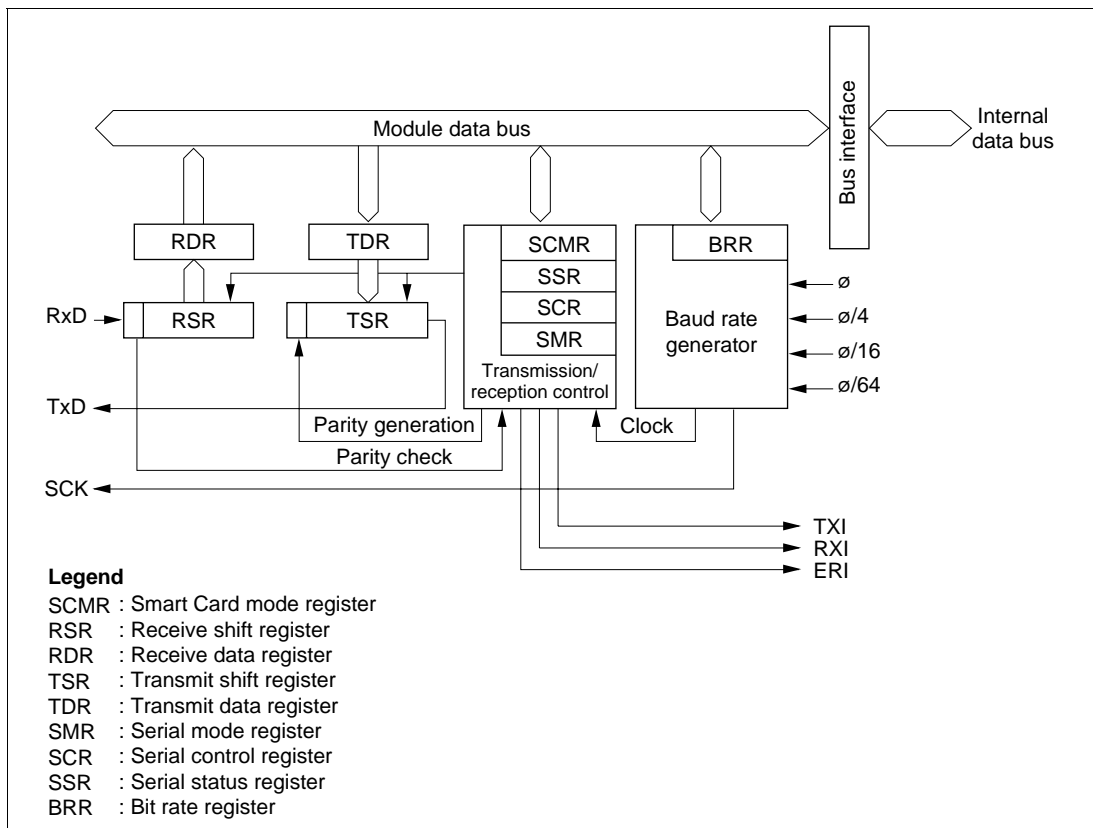 Module data bus
Bus interface
Internal
data bus
RDR
TDR
SCMR
BRR
SSR
SCR
SMR
RxD
RSR
TSR
Baud rate
generator
ø
ø/4
ø/16
ø/64
Transmission/
reception control
TxD
Parity generation
Clock
Parity check
SCK
TXI
RXI
ERI
Legend
SCMR : Smart Card mode register
RSR : Receive shift register
RDR : Receive data register
TSR : Transmit shift register
TDR : Transmit data register
SMR : Serial mode register
SCR : Serial control register
SSR : Serial status register
BRR : Bit rate register